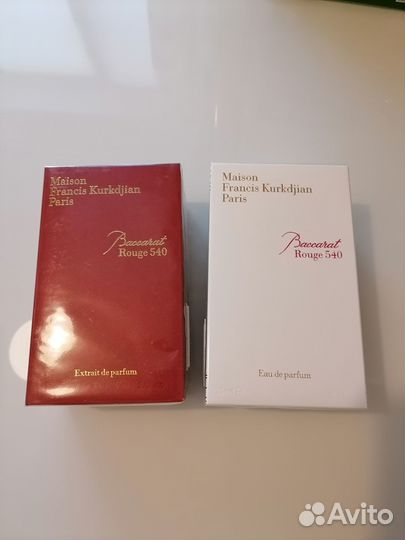 Maison
Francis Kurkdjian
Paris
Baccarat
Rouge 540
Extrait de parfum
Maison
Francis Kurkdjian
Paris
Baccarat
Rouge 540
Eau de parfum
Avito